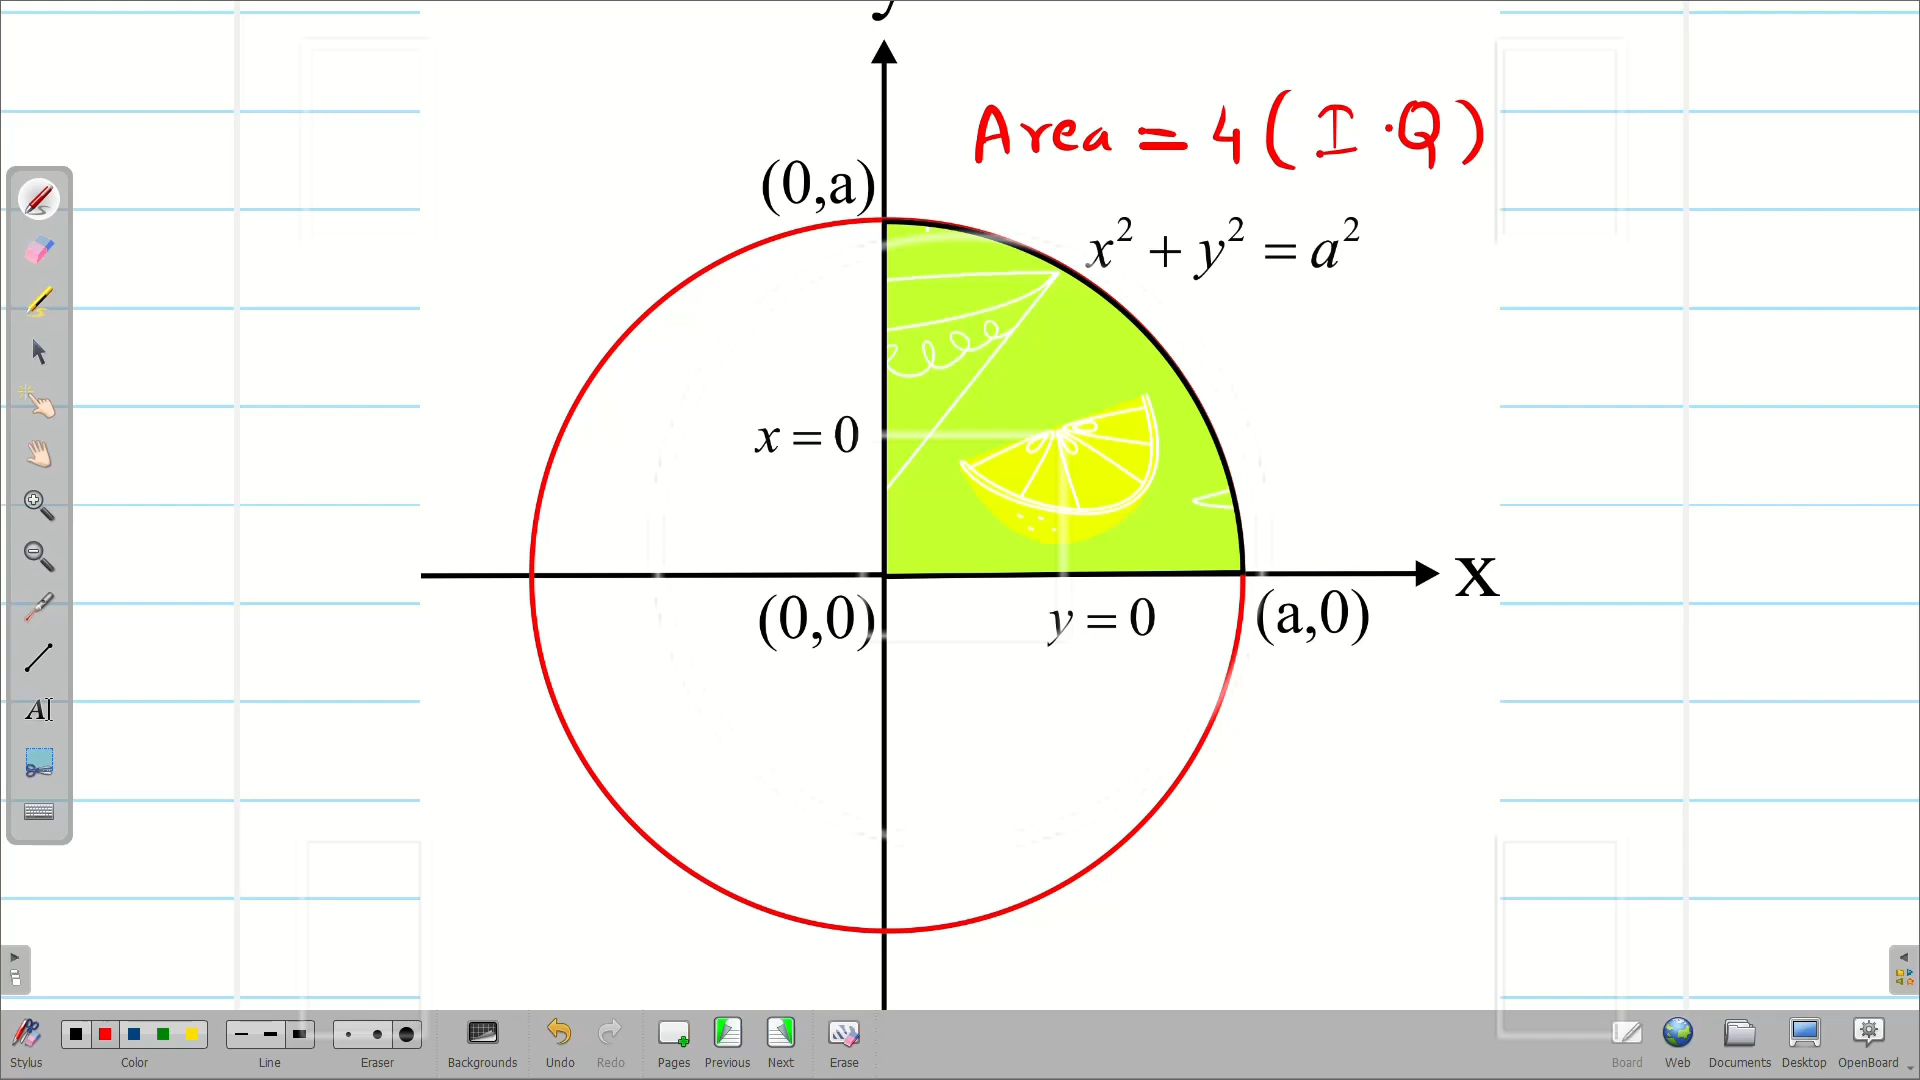 Area = 4 ( I . Q )
(0,a)
x² + y² = a²
x = 0
X
(0,0)
y = 0
(a,0)
Stylus
Color
Line
Eraser
Backgrounds
Undo
Redo
Pages
Previous
Next
Erase
Board
Web
Documents
Desktop
OpenBoard